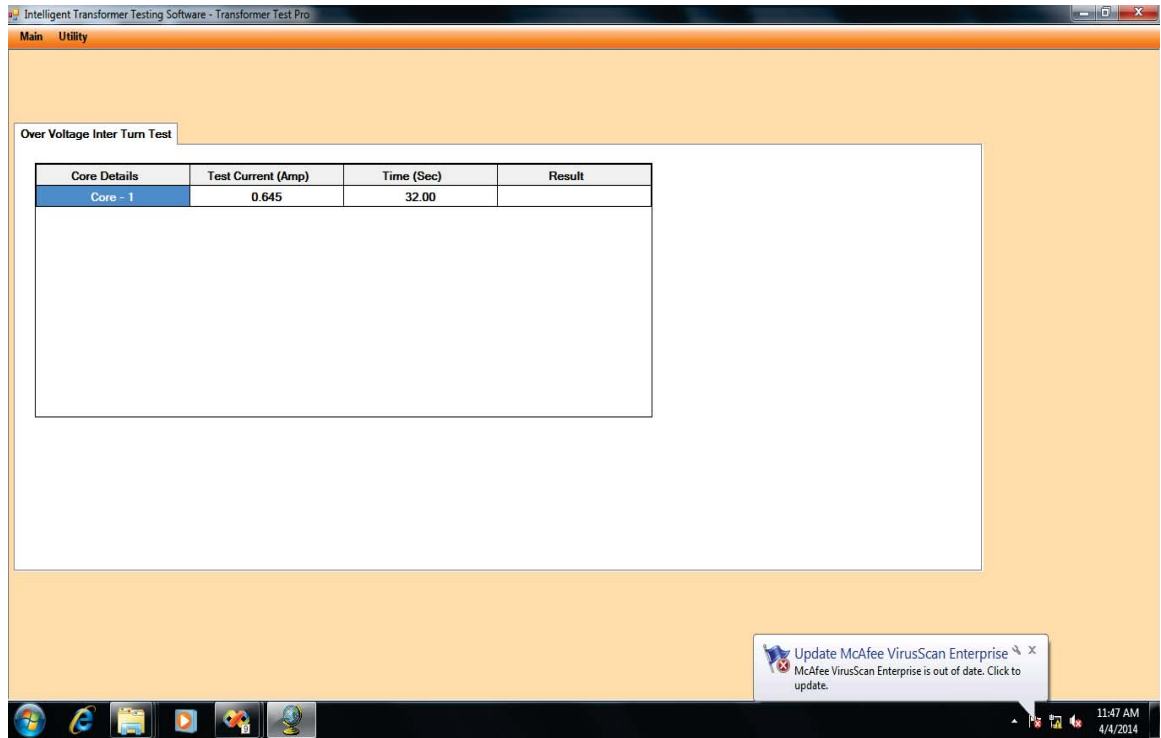 Intelligent Transformer Testing Software - Transformer Test Pro
Main Utility
Over Voltage Inter Turn Test
Core Details Test Current (Amp) Time (Sec) Result
Core - 1 0.645 32.00
Update McAfee VirusScan Enterprise
McAfee VirusScan Enterprise is out of date. Click to
update.
11:47 AM
4/4/2014